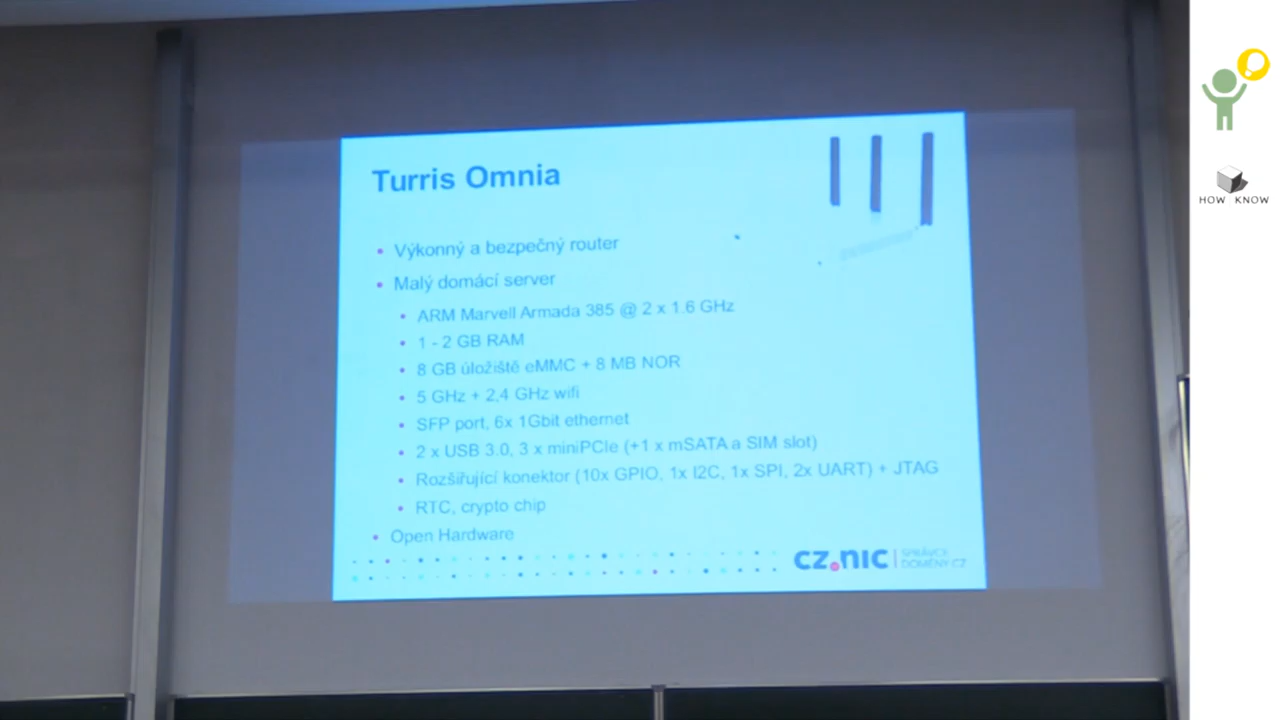 Turris Omnia
Výkonný a bezpečný router
Malý domácí server
ARM Marvell Armada 385 @ 2 x 1.6 GHz
1 - 2 GB RAM
8 GB úložiště eMMC + 8 MB NOR
5 GHz + 2,4 GHz wifi
SFP port, 6x 1Gbit ethernet
2 x USB 3.0, 3 x miniPCIe (+1 x mSATA a SIM slot)
Rozšiřující konektor (10x GPIO, 1x I2C, 1x SPI, 2x UART) + JTAG
RTC, crypto chip
Open Hardware
CZ.NIC | SPRÁVCE
DOMÉNY CZ
HOW KNOW